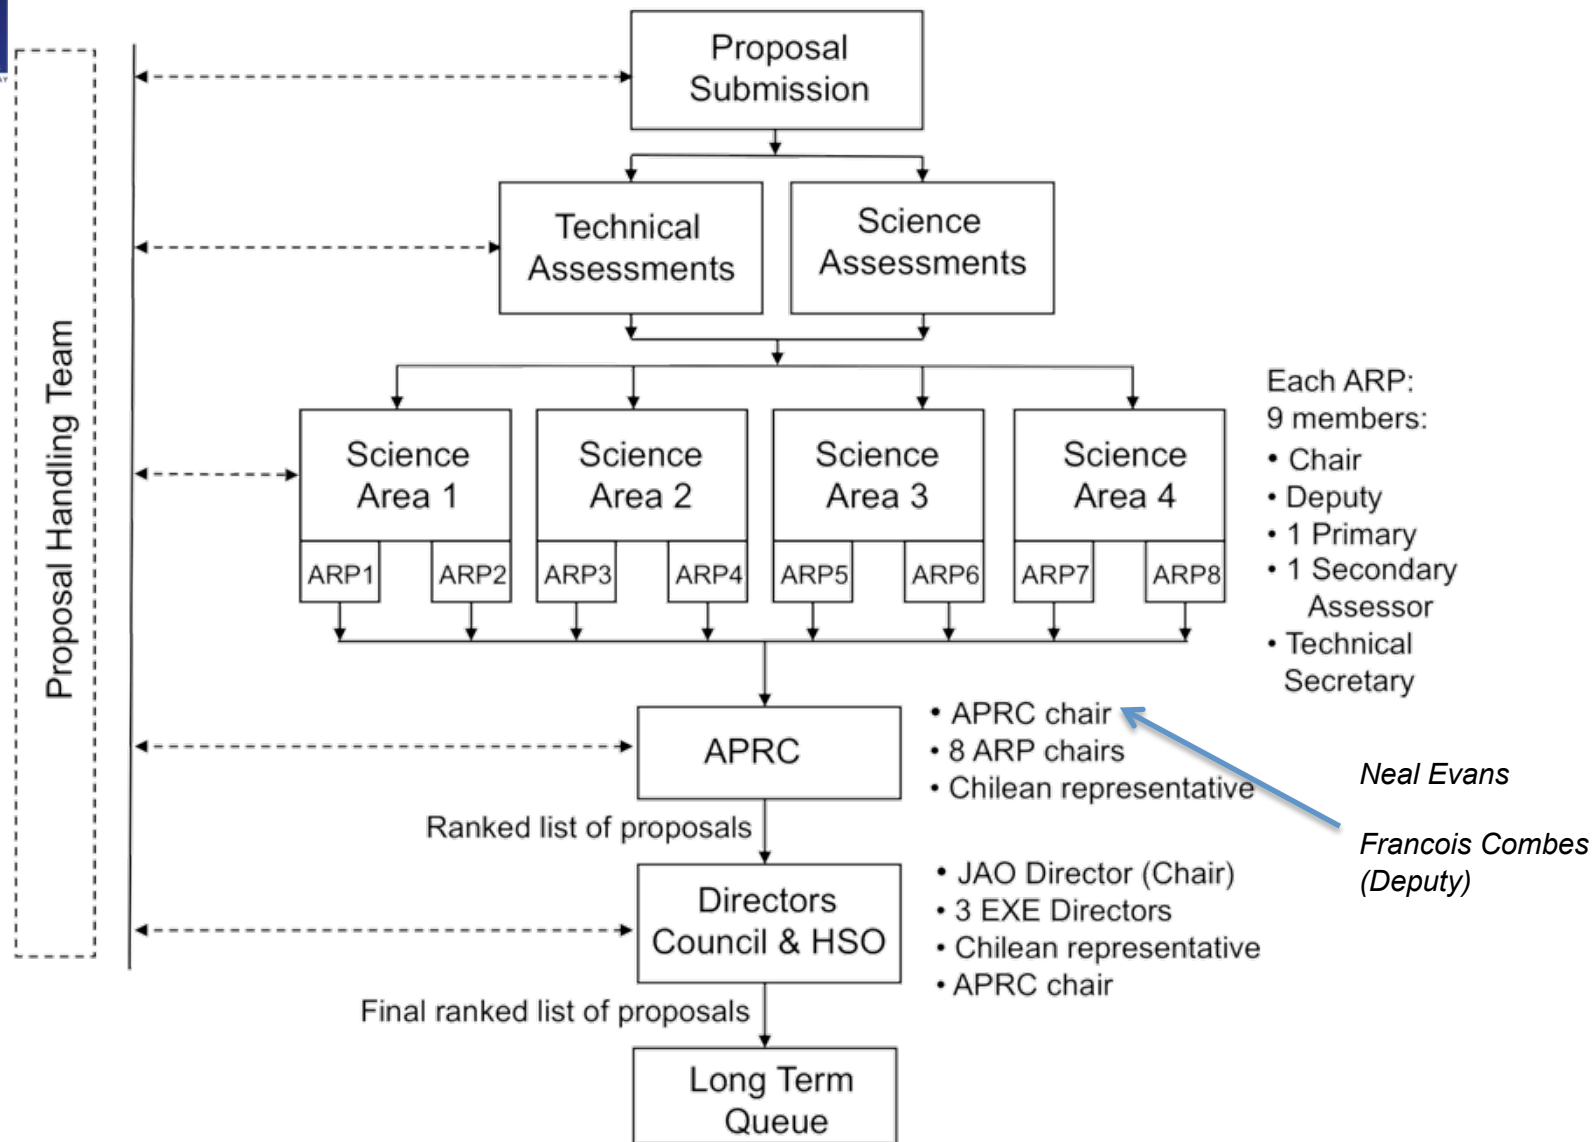 Proposal
Submission
Technical
Assessments
Science
Assessments
Proposal Handling Team
Science
Area 1
Science
Area 2
Science
Area 3
Science
Area 4
ARP1
ARP2
ARP3
ARP4
ARP5
ARP6
ARP7
ARP8
Each ARP:
9 members:
• Chair
• Deputy
• 1 Primary
• 1 Secondary
Assessor
• Technical
Secretary
APRC
• APRC chair
• 8 ARP chairs
• Chilean representative
Neal Evans
Francois Combes
(Deputy)
Ranked list of proposals
Directors
Council & HSO
• JAO Director (Chair)
• 3 EXE Directors
• Chilean representative
• APRC chair
Final ranked list of proposals
Long Term
Queue